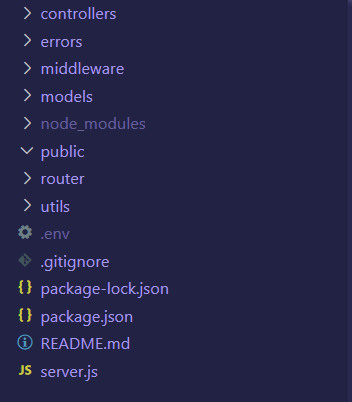 controllers
errors
middleware
models
node_modules
public
router
utils
.env
.gitignore
{} package-lock.json
{} package.json
README.md
JS server.js